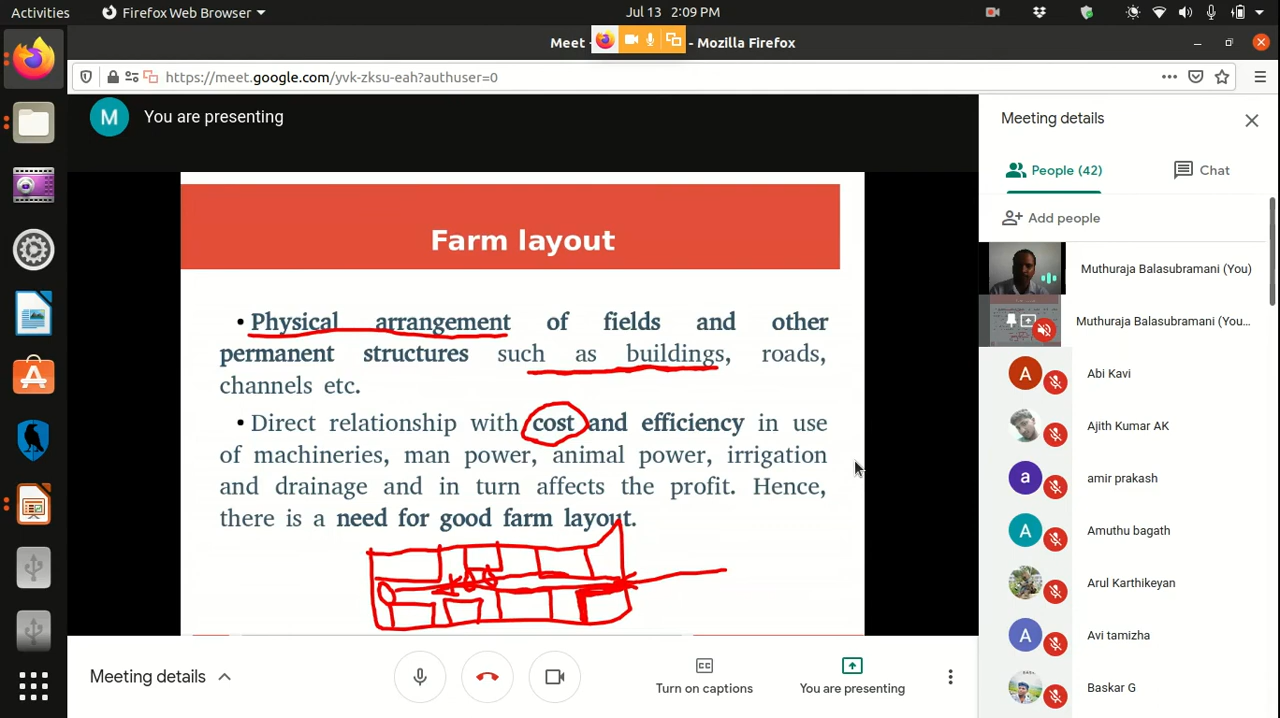 Activities
Firefox Web Browser
Jul 13 2:09 PM
Meet - - Mozilla Firefox
https://meet.google.com/yvk-zksu-eah?authuser=0
M You are presenting
Meeting details
People (42)
Chat
Add people
Muthuraja Balasubramani (You)
Muthuraja Balasubramani (You...
A Abi Kavi
Ajith Kumar AK
a amir prakash
A Amuthu bagath
Arul Karthikeyan
A Avi tamizha
Baskar G
Farm layout
• Physical arrangement of fields and other
permanent structures such as buildings, roads,
channels etc.
• Direct relationship with cost and efficiency in use
of machineries, man power, animal power, irrigation
and drainage and in turn affects the profit. Hence,
there is a need for good farm layout.
Meeting details
Turn on captions
You are presenting